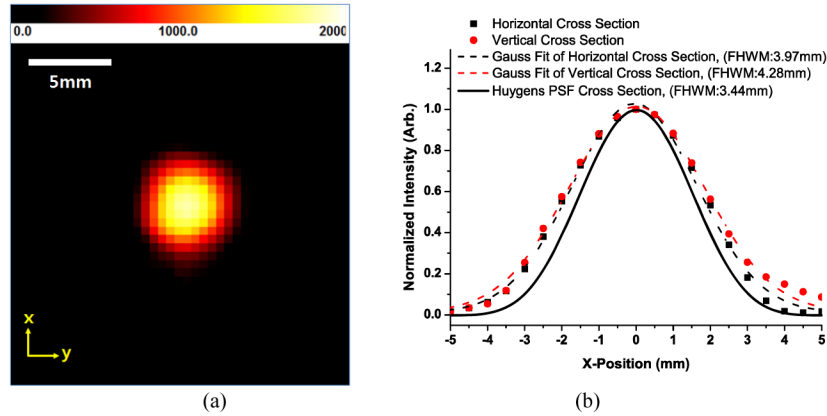 0.0 1000.0 2000
5mm
x
y
(a)
Horizontal Cross Section
Vertical Cross Section
Gauss Fit of Horizontal Cross Section, (FHWM:3.97mm)
Gauss Fit of Vertical Cross Section, (FHWM:4.28mm)
Huygens PSF Cross Section, (FHWM:3.44mm)
Normalized Intensity (Arb.)
1.2
1.0
0.8
0.6
0.4
0.2
0.0
-5 -4 -3 -2 -1 0 1 2 3 4 5
X-Position (mm)
(b)